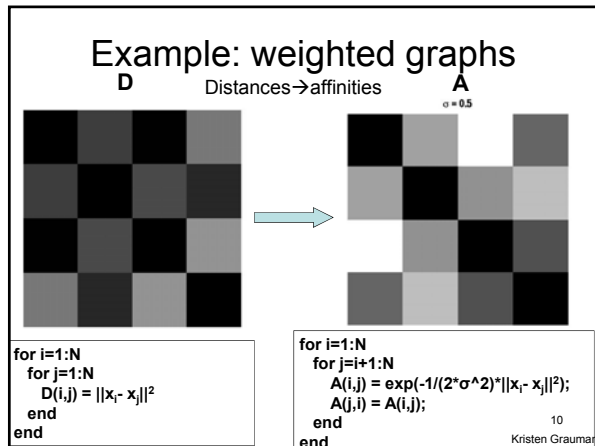 Example: weighted graphs
D
Distances→affinities
A
σ = 0.5
for i=1:N
for j=1:N
D(i,j) = ||xᵢ- xⱼ||²
end
end
for i=1:N
for j=i+1:N
A(i,j) = exp(-1/(2*σ^2)*||xᵢ- xⱼ||²);
A(j,i) = A(i,j);
end
end
10
Kristen Grauman